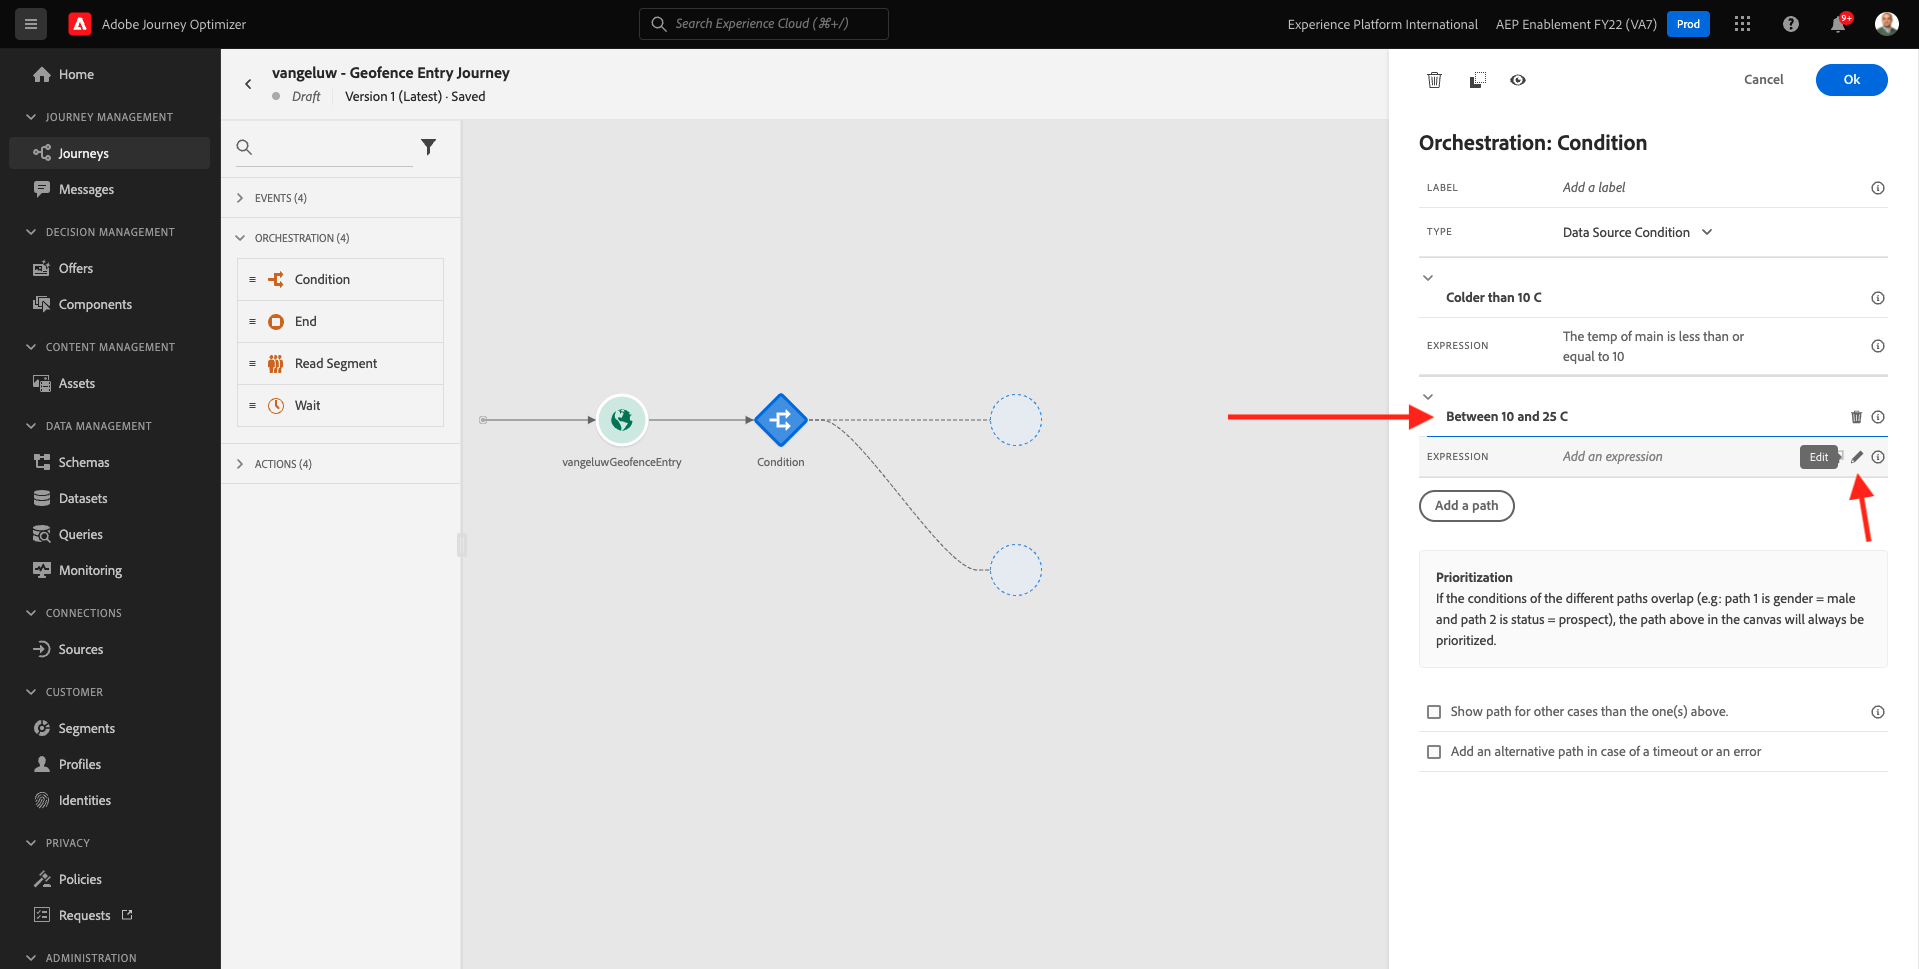 Adobe Journey Optimizer
Search Experience Cloud (⌘+/)
Experience Platform International
AEP Enablement FY22 (VA7)
Prod
9+
Home
JOURNEY MANAGEMENT
Journeys
Messages
DECISION MANAGEMENT
Offers
Components
CONTENT MANAGEMENT
Assets
DATA MANAGEMENT
Schemas
Datasets
Queries
Monitoring
CONNECTIONS
Sources
CUSTOMER
Segments
Profiles
Identities
PRIVACY
Policies
Requests
ADMINISTRATION
vangeluw - Geofence Entry Journey
Draft
Version 1 (Latest) · Saved
EVENTS (4)
ORCHESTRATION (4)
Condition
End
Read Segment
Wait
ACTIONS (4)
vangeluwGeofenceEntry
Condition
Cancel
Ok
Orchestration: Condition
LABEL
Add a label
TYPE
Data Source Condition
Colder than 10 C
EXPRESSION
The temp of main is less than or
equal to 10
Between 10 and 25 C
EXPRESSION
Add an expression
Edit
Add a path
Prioritization
If the conditions of the different paths overlap (e.g: path 1 is gender = male
and path 2 is status = prospect), the path above in the canvas will always be
prioritized.
Show path for other cases than the one(s) above.
Add an alternative path in case of a timeout or an error